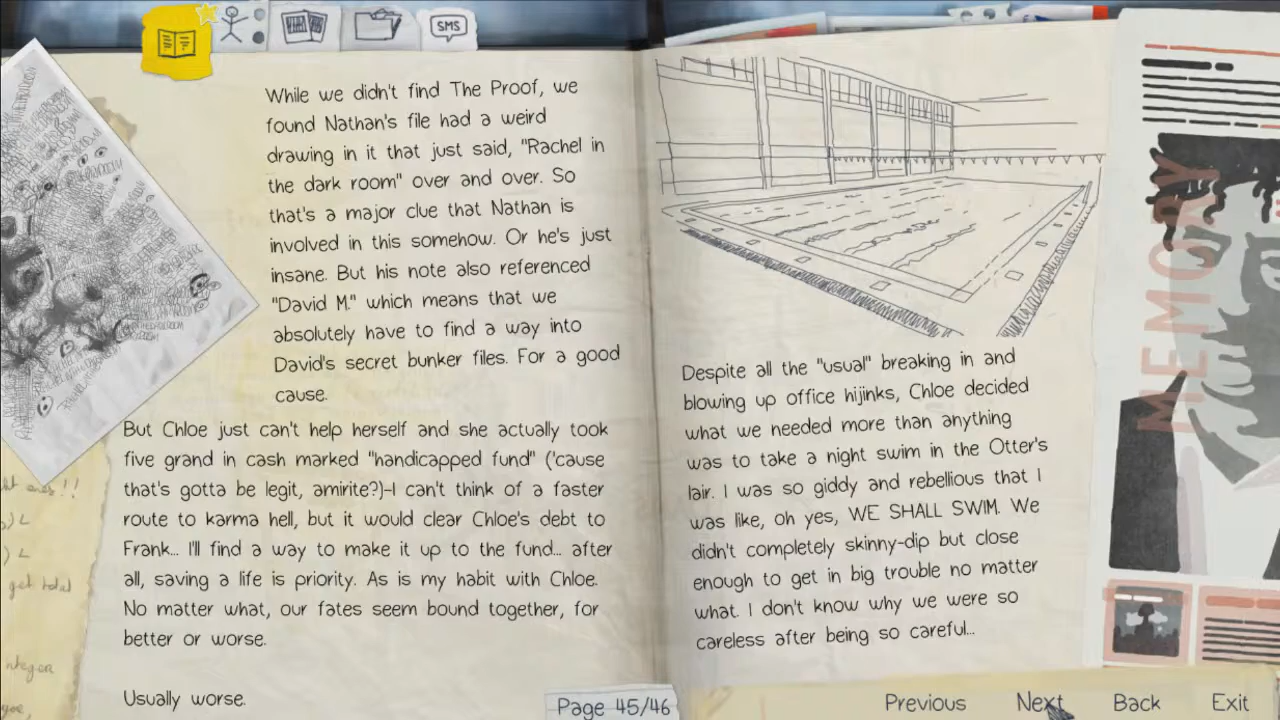 SMS
While we didn't find The Proof, we
found Nathan's file had a weird
drawing in it that just said, "Rachel in
the dark room" over and over. So
that's a major clue that Nathan is
involved in this somehow. Or he's just
insane. But his note also referenced
"David M." which means that we
absolutely have to find a way into
David's secret bunker files. For a good
cause.
But Chloe just can't help herself and she actually took
five grand in cash marked "handicapped fund" ('cause
that's gotta be legit, amirite?)-I can't think of a faster
route to karma hell, but it would clear Chloe's debt to
Frank... I'll find a way to make it up to the fund... after
all, saving a life is priority. As is my habit with Chloe.
No matter what, our fates seem bound together, for
better or worse.
Usually worse.
Despite all the "usual" breaking in and
blowing up office hijinks, Chloe decided
what we needed more than anything
was to take a night swim in the Otter's
lair. I was so giddy and rebellious that I
was like, oh yes, WE SHALL SWIM. We
didn't completely skinny-dip but close
enough to get in big trouble no matter
what. I don't know why we were so
careless after being so careful...
MEMORY
Page 45/46
Previous
Next
Back
Exit